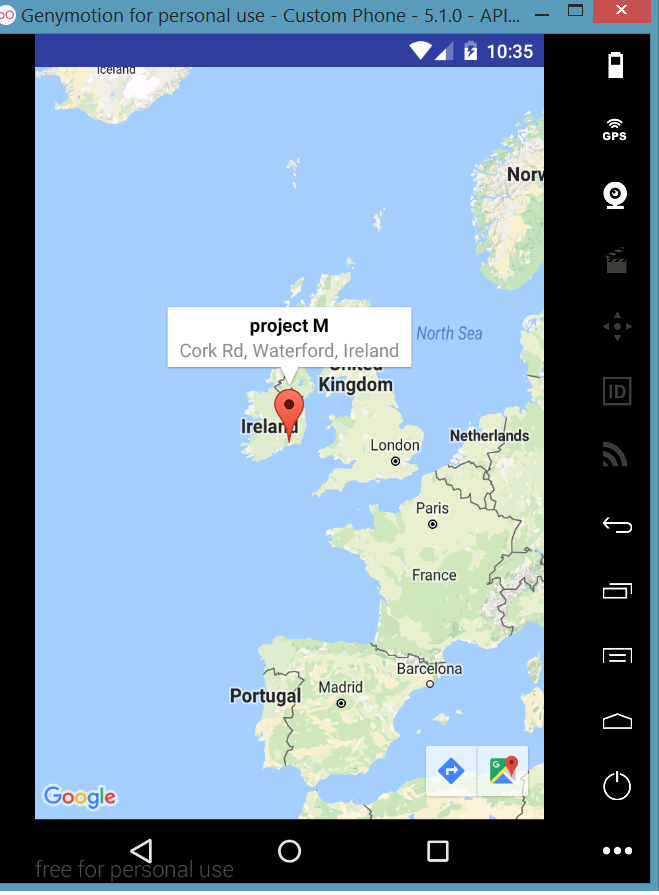 Genymotion for personal use - Custom Phone - 5.1.0 - API...
10:35
GPS
Iceland
Norw
project M
Cork Rd, Waterford, Ireland
North Sea
United
Kingdom
Ireland
London
Netherlands
ID
Paris
France
Barcelona
Portugal
Madrid
G
Google
free for personal use